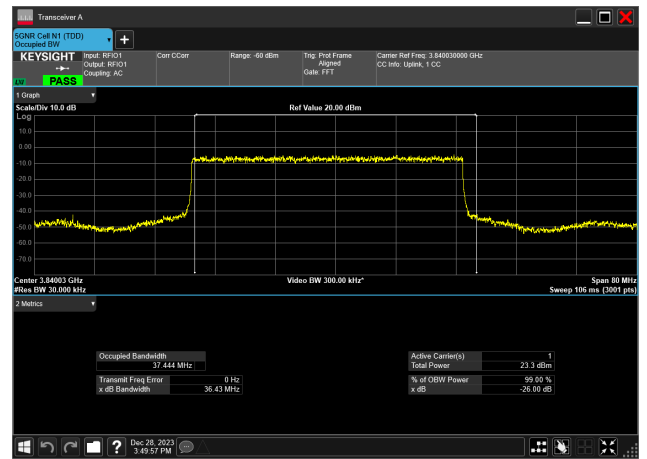 Transceiver A
5GNR Cell N1 (TDD)
Occupied BW
KEYSIGHT
LXI
PASS
Input: RFIO1
Output: RFIO1
Coupling: AC
Corr CCorr
Range: -60 dBm
Trig: Prot Frame
Aligned
Gate: FFT
Carrier Ref Freq: 3.840030000 GHz
CC Info: Uplink, 1 CC
1 Graph
Scale/Div 10.0 dB
Ref Value 20.00 dBm
Log
10.0
0.00
-10.0
-20.0
-30.0
-40.0
-50.0
-60.0
-70.0
Center 3.84003 GHz
Video BW 300.00 kHz*
Span 80 MHz
#Res BW 30.000 kHz
Sweep 106 ms (3001 pts)
2 Metrics
Occupied Bandwidth
37.444 MHz
Transmit Freq Error 0 Hz
x dB Bandwidth 36.43 MHz
Active Carrier(s) 1
Total Power 23.3 dBm
% of OBW Power 99.00 %
x dB -26.00 dB
Dec 28, 2023
3:49:57 PM